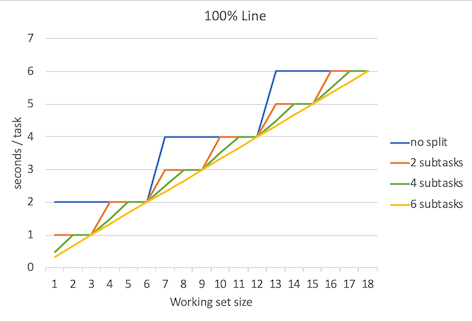 100% Line
7
6
5
4
3
2
1
0
seconds / task
1 2 3 4 5 6 7 8 9 10 11 12 13 14 15 16 17 18
Working set size
no split
2 subtasks
4 subtasks
6 subtasks